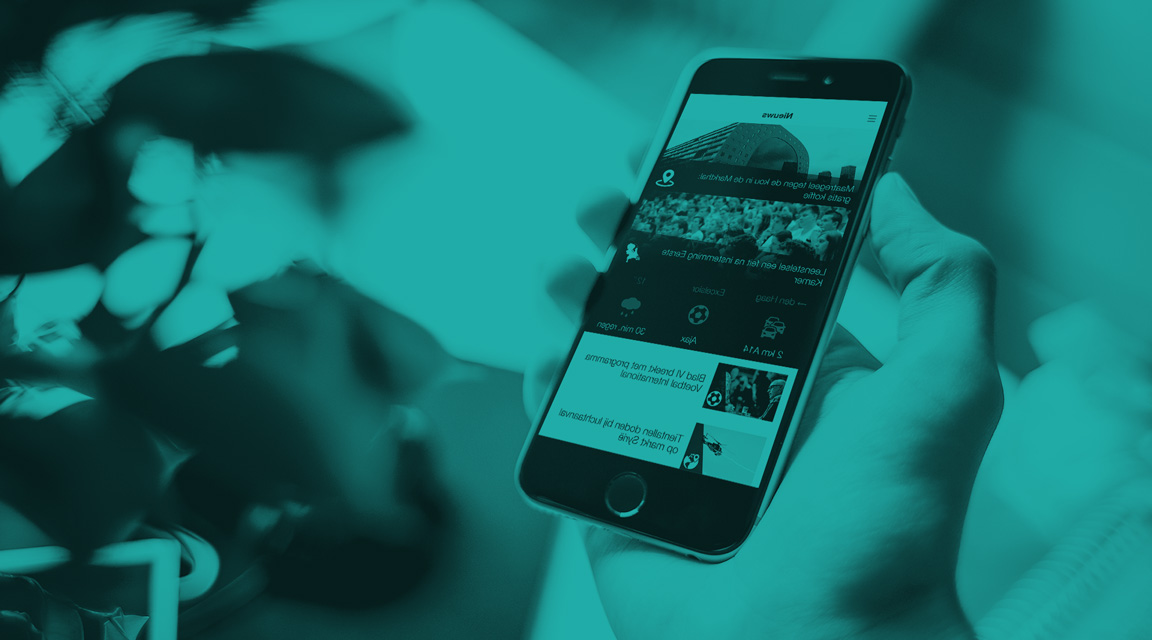 Nieuws
Maatregeel tegen de kou in de Markthal:
gratis koffie
Leenstelsel een feit na instemming Eerste
Kamer
den Haag
Excelsior
12°
2 km A14
Ajax
30 min. regen
Blad VI breekt met programma
Voetbal International
Tientallen doden bij luchtaanval
op markt Syrië